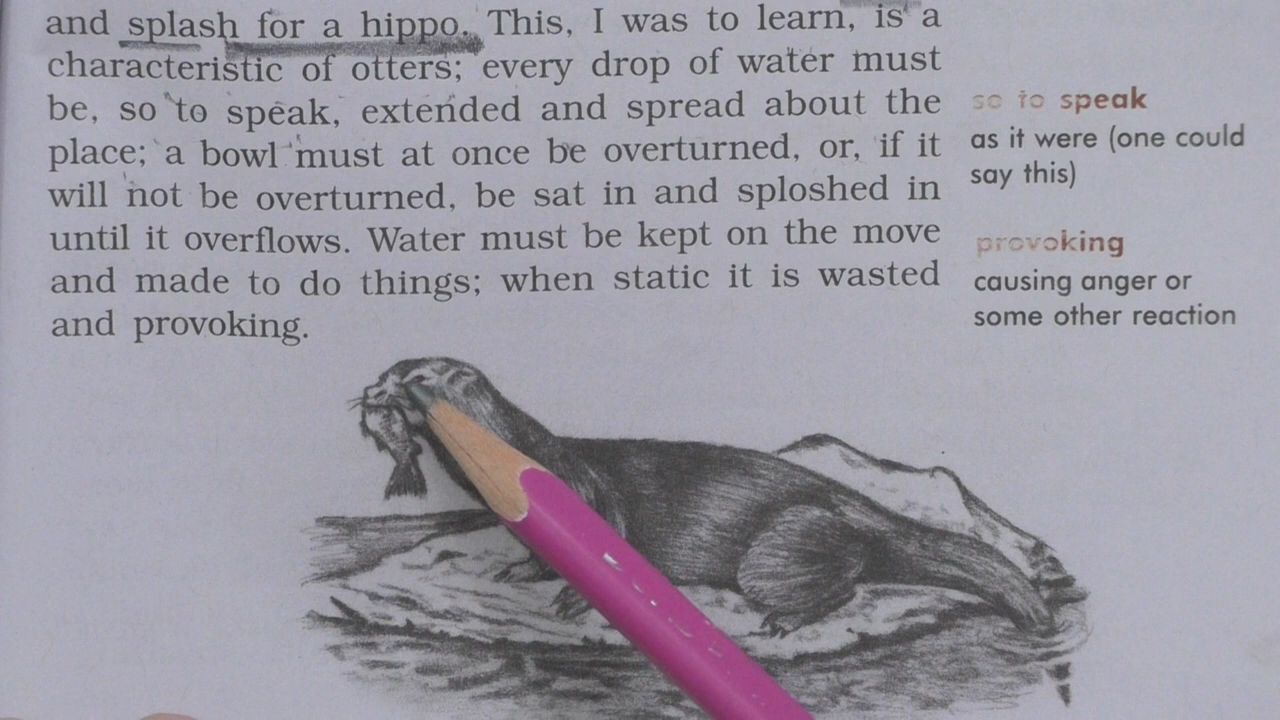 and splash for a hippo. This, I was to learn, is a
characteristic of otters; every drop of water must
be, so to speak, extended and spread about the
place; a bowl must at once be overturned, or, if it
will not be overturned, be sat in and sploshed in
until it overflows. Water must be kept on the move
and made to do things; when static it is wasted
and provoking.
so to speak
as it were (one could
say this)
provoking
causing anger or
some other reaction